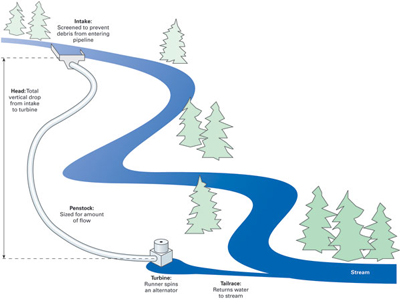 Intake:
Screened to prevent
debris from entering
pipeline
Head: Total
vertical drop
from intake
to turbine
Penstock:
Sized for amount
of flow
Turbine:
Runner spins
an alternator
Tailrace:
Returns water
to stream
Stream